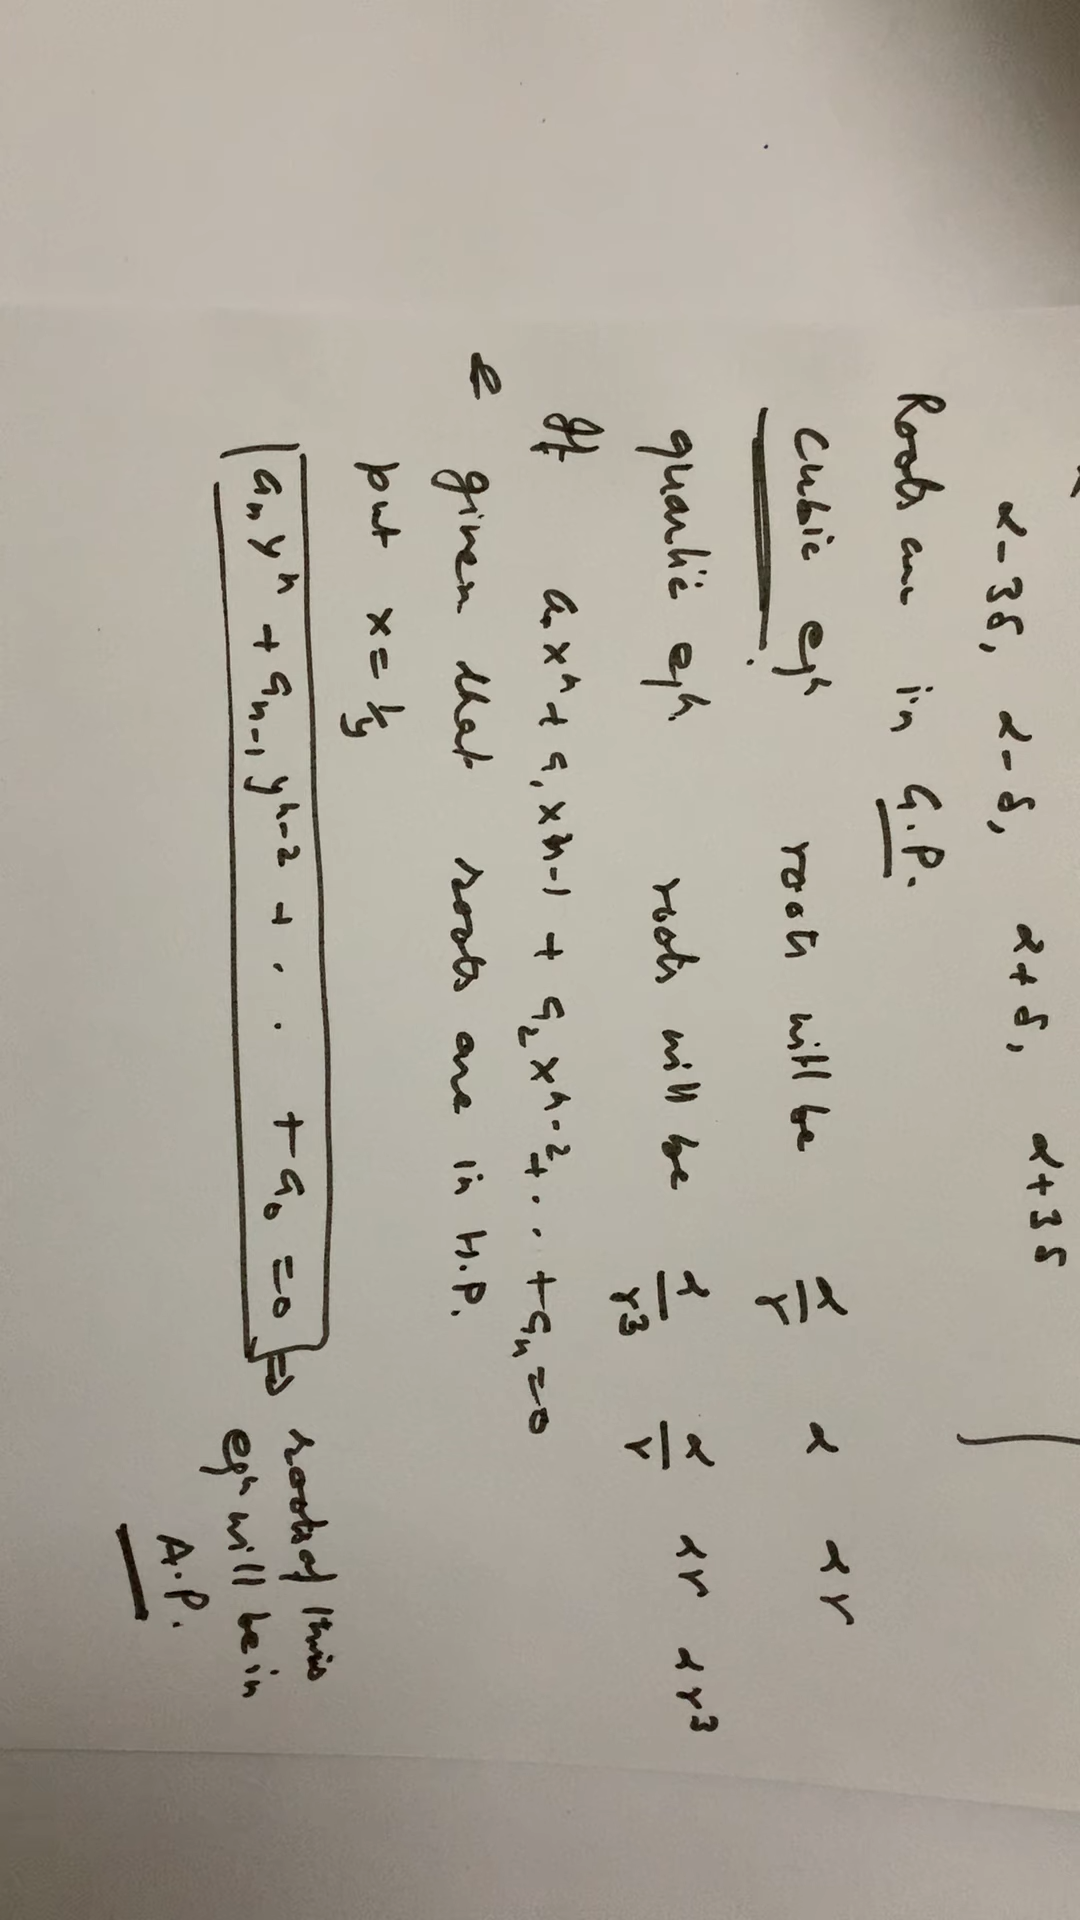 α-3δ, α-δ, α+δ, α+3δ
Roots are in G.P.
cubic eqn roots will be α/r α αr
quartic eqn. roots will be α/r³ α/r αr αr³
If a₀xⁿ + a₁xⁿ⁻¹ + a₂xⁿ⁻² + . . + aₙ = 0
& given that roots are in H.P.
put x = 1/y
aₙyⁿ + aₙ₋₁yⁿ⁻² + . . . + a₀ = 0 ⇒ roots of this
eqn will be in
A.P.